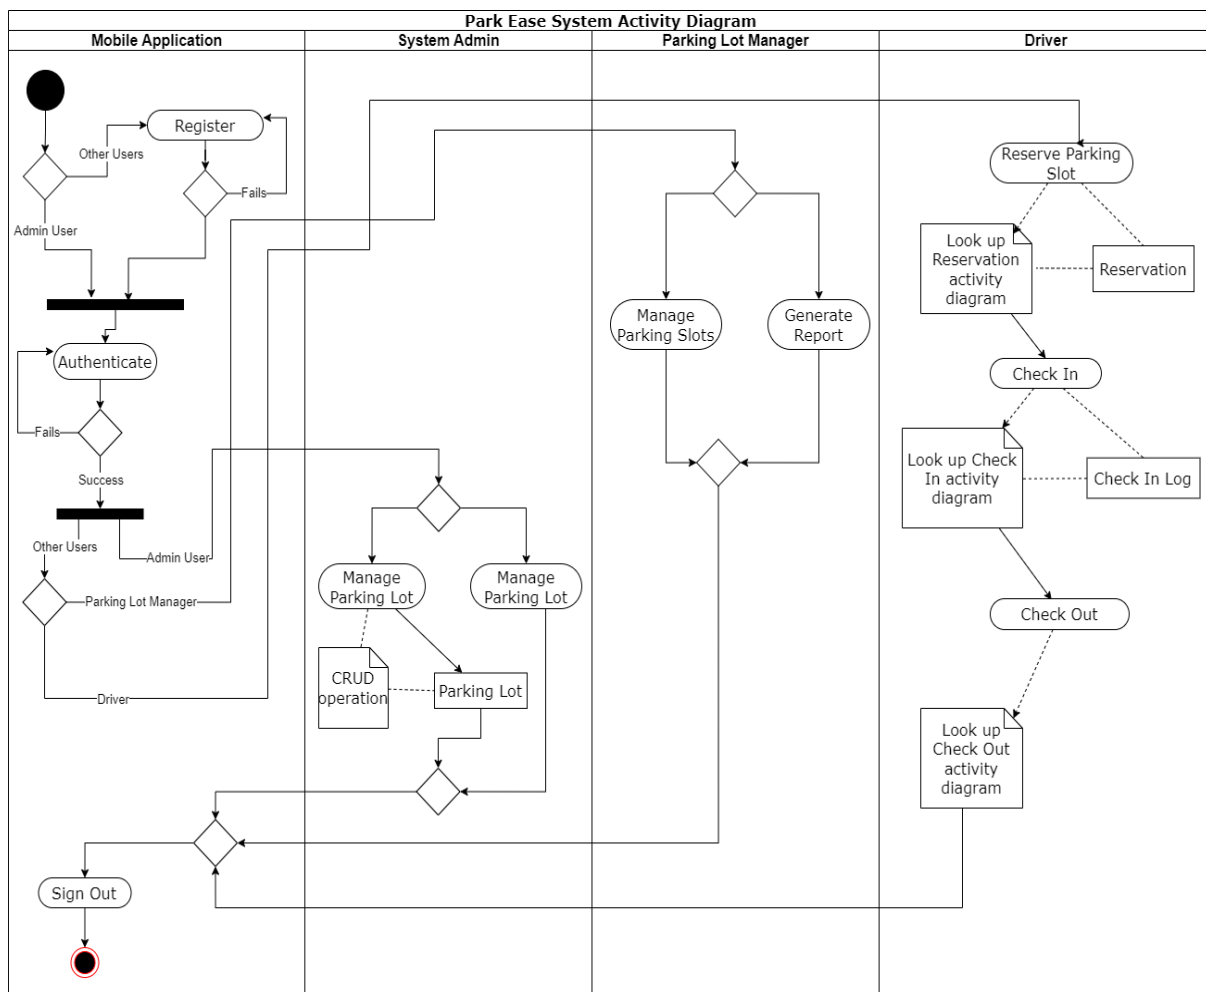 Park Ease System Activity Diagram
Mobile Application
System Admin
Parking Lot Manager
Driver
Register
Other Users
Fails
Admin User
Authenticate
Fails
Success
Other Users
Admin User
Parking Lot Manager
Driver
Sign Out
Manage
Parking Lot
Manage
Parking Lot
CRUD
operation
Parking Lot
Manage
Parking Slots
Generate
Report
Reserve Parking
Slot
Look up
Reservation
activity
diagram
Reservation
Check In
Look up Check
In activity
diagram
Check In Log
Check Out
Look up
Check Out
activity
diagram